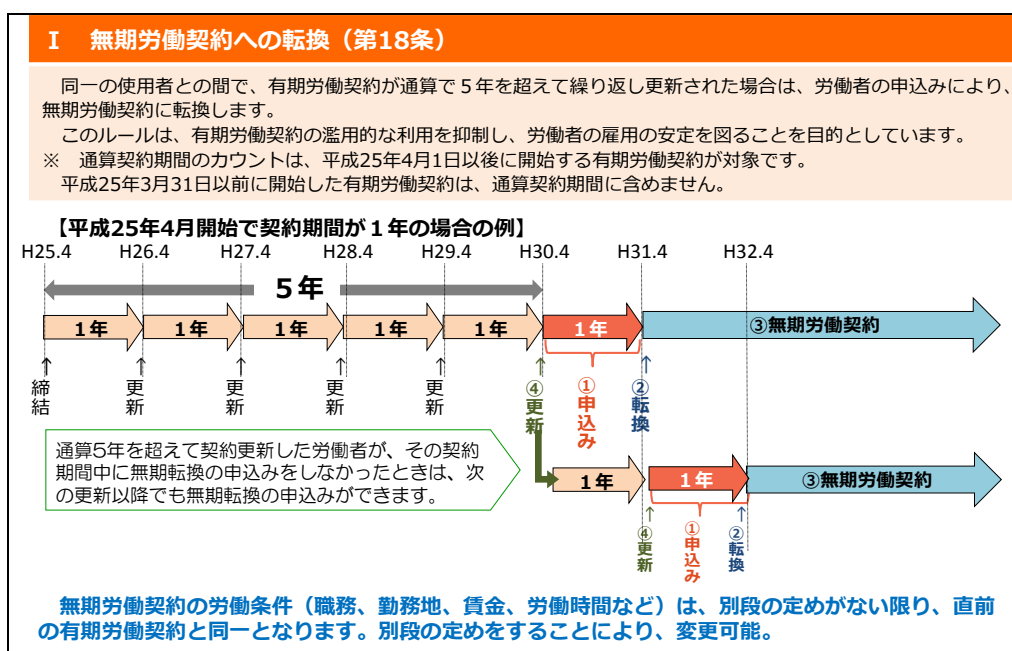 Ⅰ 無期労働契約への転換（第18条）
同一の使用者との間で、有期労働契約が通算で５年を超えて繰り返し更新された場合は、労働者の申込みにより、
無期労働契約に転換します。
このルールは、有期労働契約の濫用的な利用を抑制し、労働者の雇用の安定を図ることを目的としています。
※ 通算契約期間のカウントは、平成25年4月1日以後に開始する有期労働契約が対象です。
平成25年3月31日以前に開始した有期労働契約は、通算契約期間に含めません。
【平成25年4月開始で契約期間が１年の場合の例】
H25.4 H26.4 H27.4 H28.4 H29.4 H30.4 H31.4 H32.4
５年
１年 １年 １年 １年 １年 １年 ③無期労働契約
↑締結 ↑更新 ↑更新 ↑更新 ↑更新 ↑④更新 ①申込み ↑②転換
通算5年を超えて契約更新した労働者が、その契約
期間中に無期転換の申込みをしなかったときは、次
の更新以降でも無期転換の申込みができます。
１年 １年 ③無期労働契約
↑④更新 ①申込み ↑②転換
無期労働契約の労働条件（職務、勤務地、賃金、労働時間など）は、別段の定めがない限り、直前
の有期労働契約と同一となります。別段の定めをすることにより、変更可能。